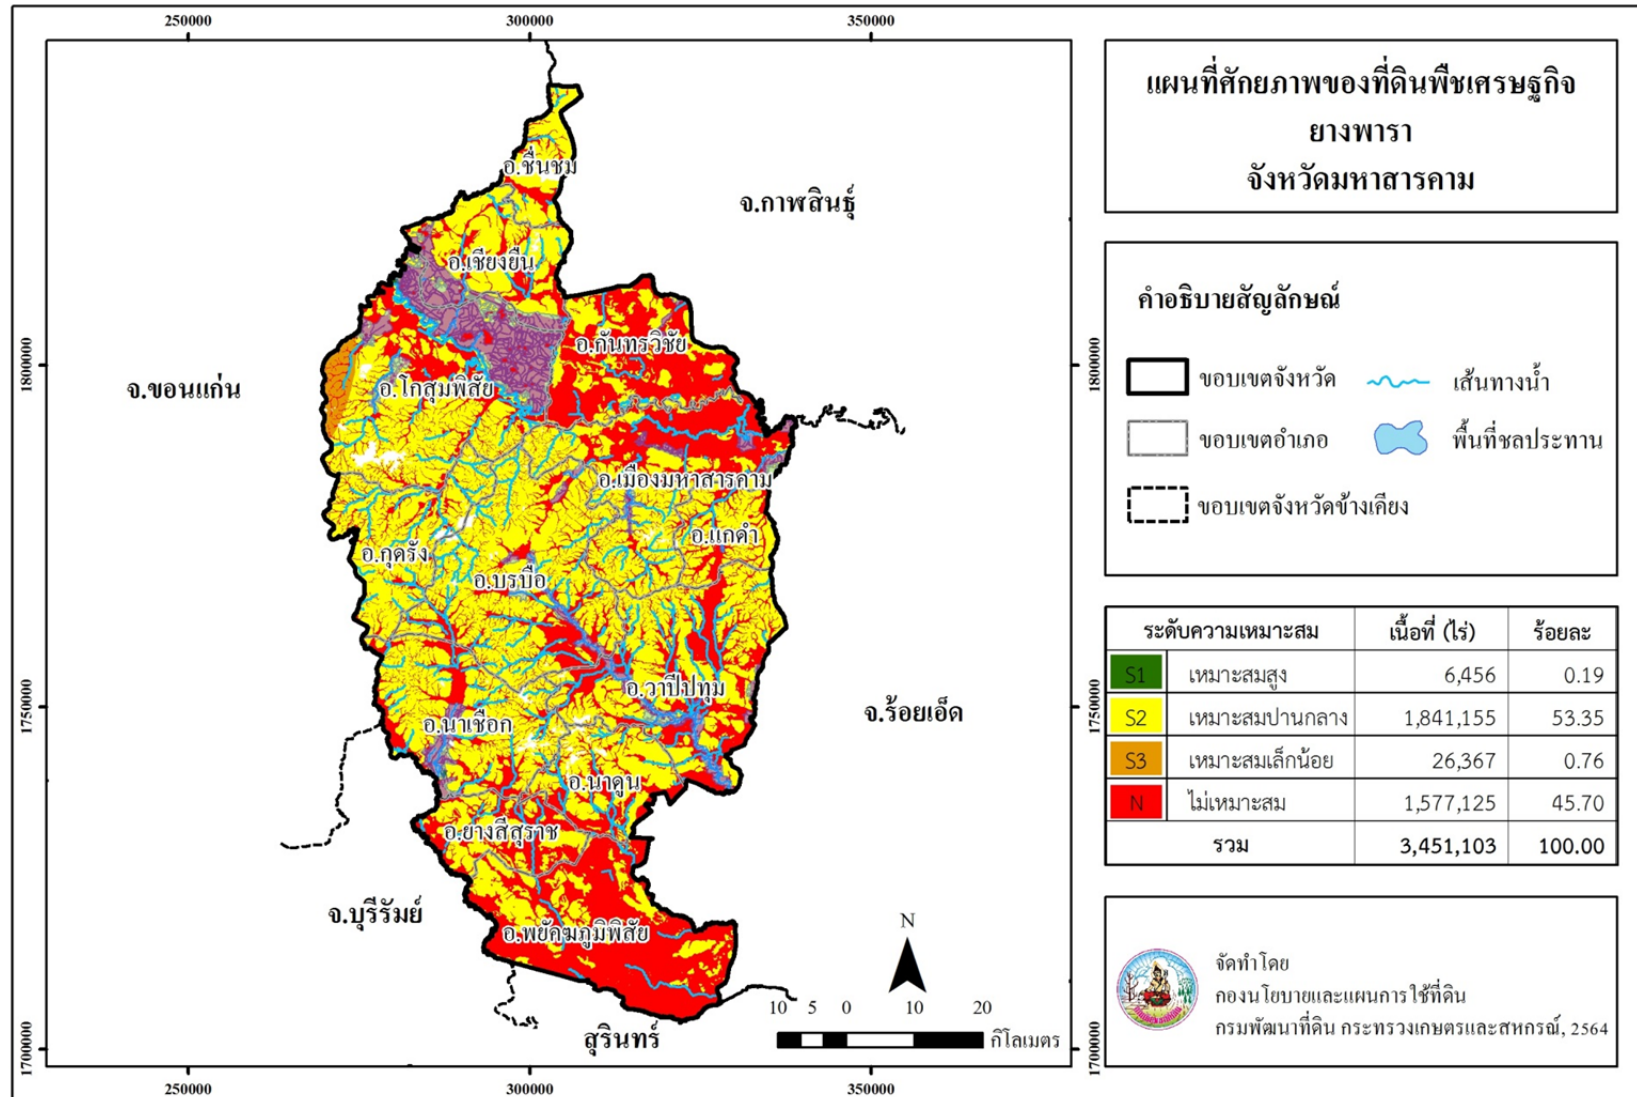 250000
300000
350000
แผนที่ศักยภาพของที่ดินพืชเศรษฐกิจ
ยางพารา
จังหวัดมหาสารคาม
อ.ชื่นชม
จ.กาฬสินธุ์
อ.เชียงยืน
อ.กันทรวิชัย
1800000
1800000
จ.ขอนแก่น
อ.โกสุมพิสัย
อ.เมืองมหาสารคาม
อ.แกดำ
อ.กุดรัง
อ.บรบือ
อ.วาปีปทุม
1750000
1750000
จ.ร้อยเอ็ด
อ.นาเชือก
อ.นาดูน
อ.ยางสีสุราช
จ.บุรีรัมย์
อ.พยัคฆภูมิพิสัย
N
10 5 0 10 20
กิโลเมตร
สุรินทร์
1700000
1700000
250000
300000
350000
คำอธิบายสัญลักษณ์
ขอบเขตจังหวัด
เส้นทางน้ำ
ขอบเขตอำเภอ
พื้นที่ชลประทาน
ขอบเขตจังหวัดข้างเคียง
ระดับความเหมาะสม เนื้อที่ (ไร่) ร้อยละ
S1 เหมาะสมสูง 6,456 0.19
S2 เหมาะสมปานกลาง 1,841,155 53.35
S3 เหมาะสมเล็กน้อย 26,367 0.76
N ไม่เหมาะสม 1,577,125 45.70
รวม 3,451,103 100.00
จัดทำโดย
กองนโยบายและแผนการใช้ที่ดิน
กรมพัฒนาที่ดิน กระทรวงเกษตรและสหกรณ์, 2564